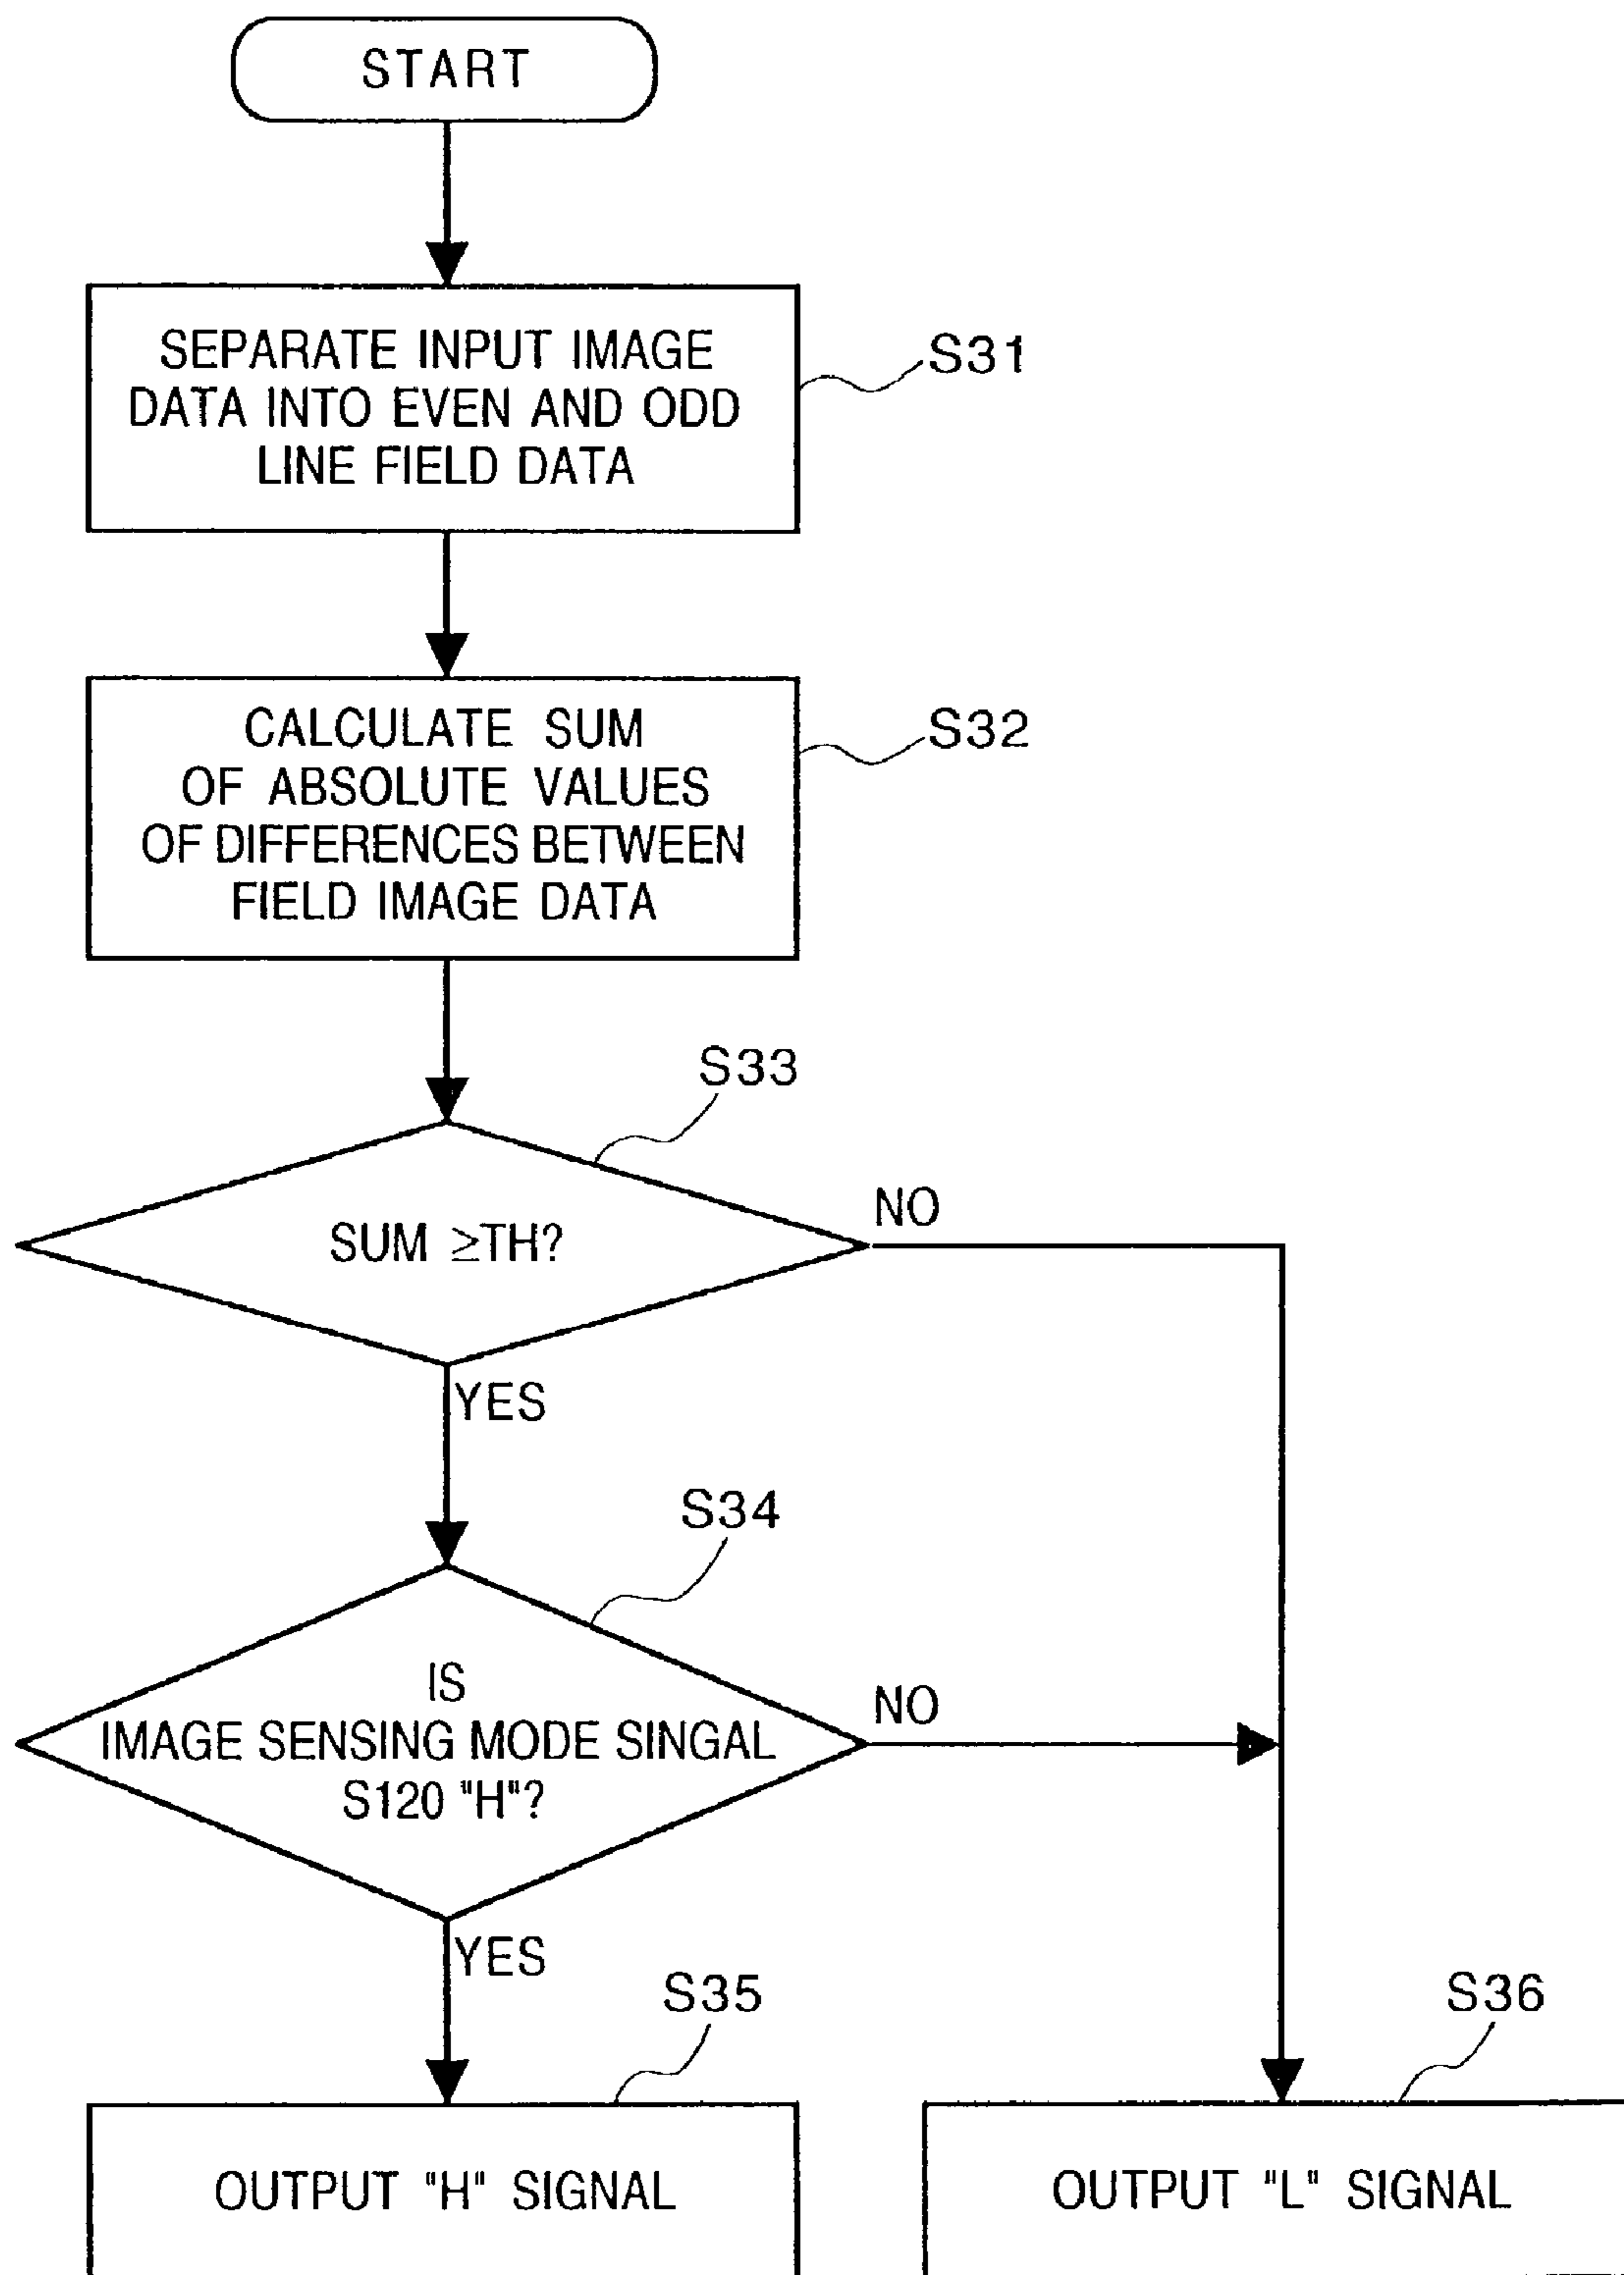 START
SEPARATE INPUT IMAGE
DATA INTO EVEN AND ODD
LINE FIELD DATA
S31
CALCULATE SUM
OF ABSOLUTE VALUES
OF DIFFERENCES BETWEEN
FIELD IMAGE DATA
S32
S33
SUM ≥TH?
NO
YES
S34
IS
IMAGE SENSING MODE SINGAL
S120 "H"?
NO
YES
S35
OUTPUT "H" SIGNAL
S36
OUTPUT "L" SIGNAL